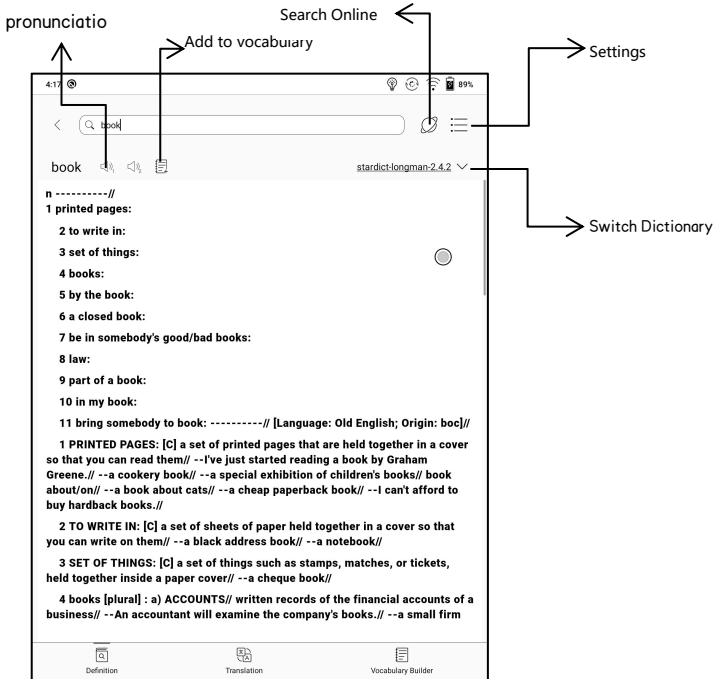 Search Online
pronunciatio
Add to vocabulary
Settings
4:17 89%
book
book stardict-longman-2.4.2
Switch Dictionary
n ----------//
1 printed pages:
2 to write in:
3 set of things:
4 books:
5 by the book:
6 a closed book:
7 be in somebody's good/bad books:
8 law:
9 part of a book:
10 in my book:
11 bring somebody to book: ----------// [Language: Old English; Origin: boc]//
1 PRINTED PAGES: [C] a set of printed pages that are held together in a cover
so that you can read them// --I've just started reading a book by Graham
Greene.// --a cookery book// --a special exhibition of children's books// book
about/on// --a book about cats// --a cheap paperback book// --I can't afford to
buy hardback books.//
2 TO WRITE IN: [C] a set of sheets of paper held together in a cover so that
you can write on them// --a black address book// --a notebook//
3 SET OF THINGS: [C] a set of things such as stamps, matches, or tickets,
held together inside a paper cover// --a cheque book//
4 books [plural] : a) ACCOUNTS// written records of the financial accounts of a
business// --An accountant will examine the company's books.// --a small firm
Definition Translation Vocabulary Builder